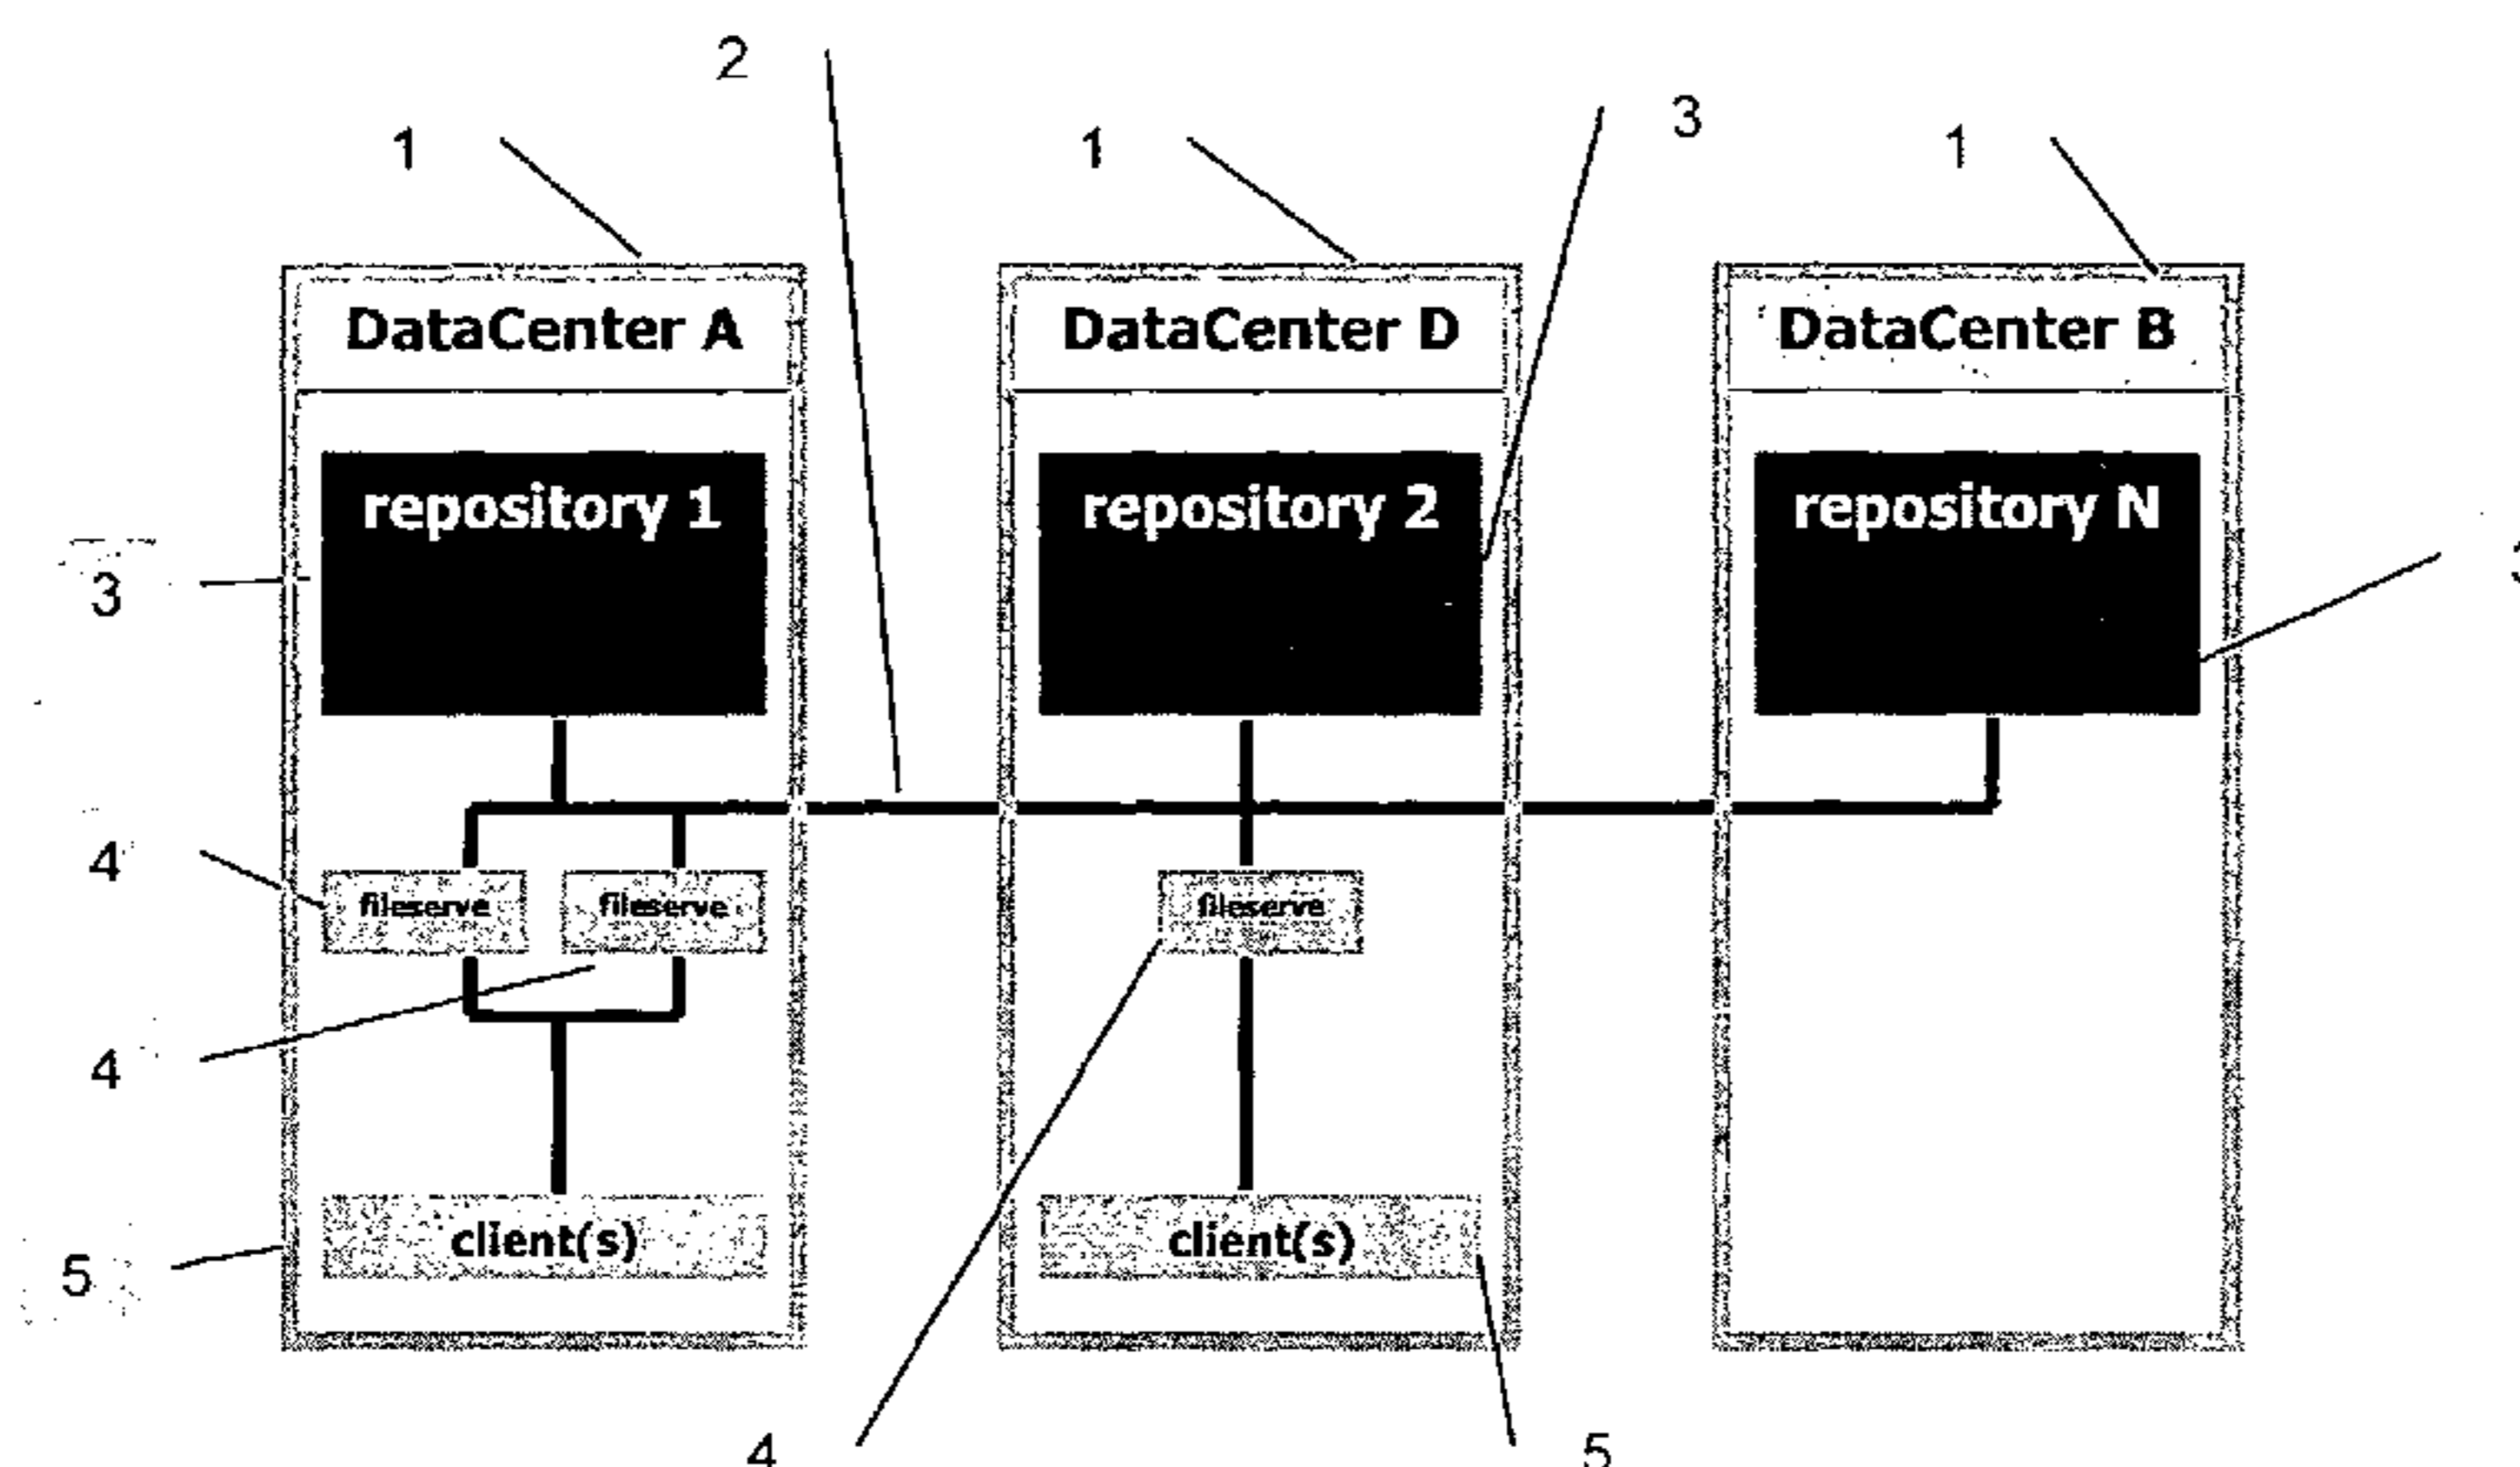 2
3
1
1
1
DataCenter A
DataCenter D
DataCenter B
repository 1
repository 2
repository N
3
4
fileserve
fileserve
fileserve
4
5
client(s)
client(s)
4
5